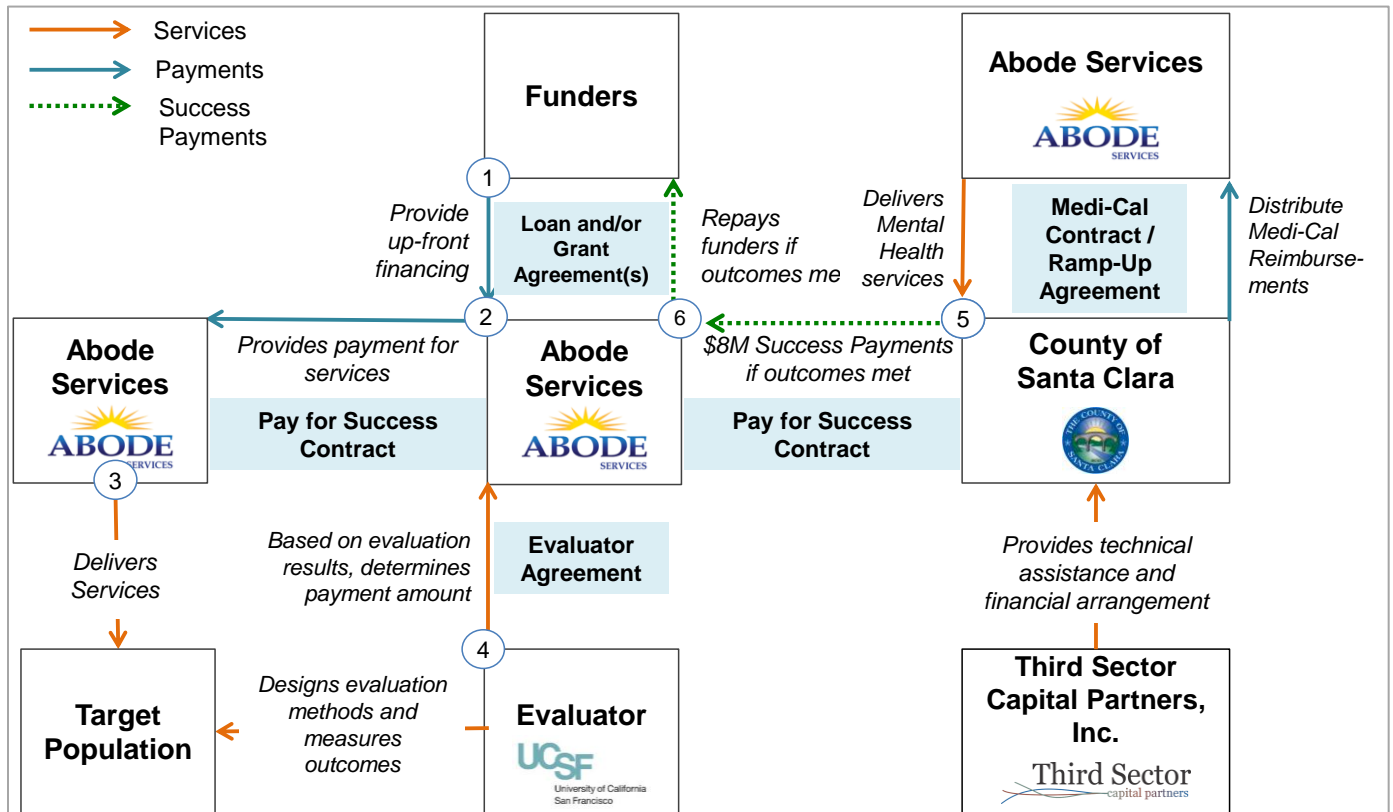 Services
Payments
Success
Payments
Funders
Abode Services
ABODE
SERVICES
1
Provide
up-front
financing
Loan and/or
Grant
Agreement(s)
Repays
funders if
outcomes me
Delivers
Mental
Health
services
Medi-Cal
Contract /
Ramp-Up
Agreement
Distribute
Medi-Cal
Reimburse-
ments
2
6
5
Abode
Services
ABODE
SERVICES
Provides payment for
services
Pay for Success
Contract
Abode
Services
ABODE
SERVICES
$8M Success Payments
if outcomes met
Pay for Success
Contract
County of
Santa Clara
THE COUNTY OF
SANTA CLARA
3
Delivers
Services
Based on evaluation
results, determines
payment amount
Evaluator
Agreement
Provides technical
assistance and
financial arrangement
4
Target
Population
Designs evaluation
methods and
measures
outcomes
Evaluator
UCSF
University of California
San Francisco
Third Sector
Capital Partners,
Inc.
Third Sector
capital partners